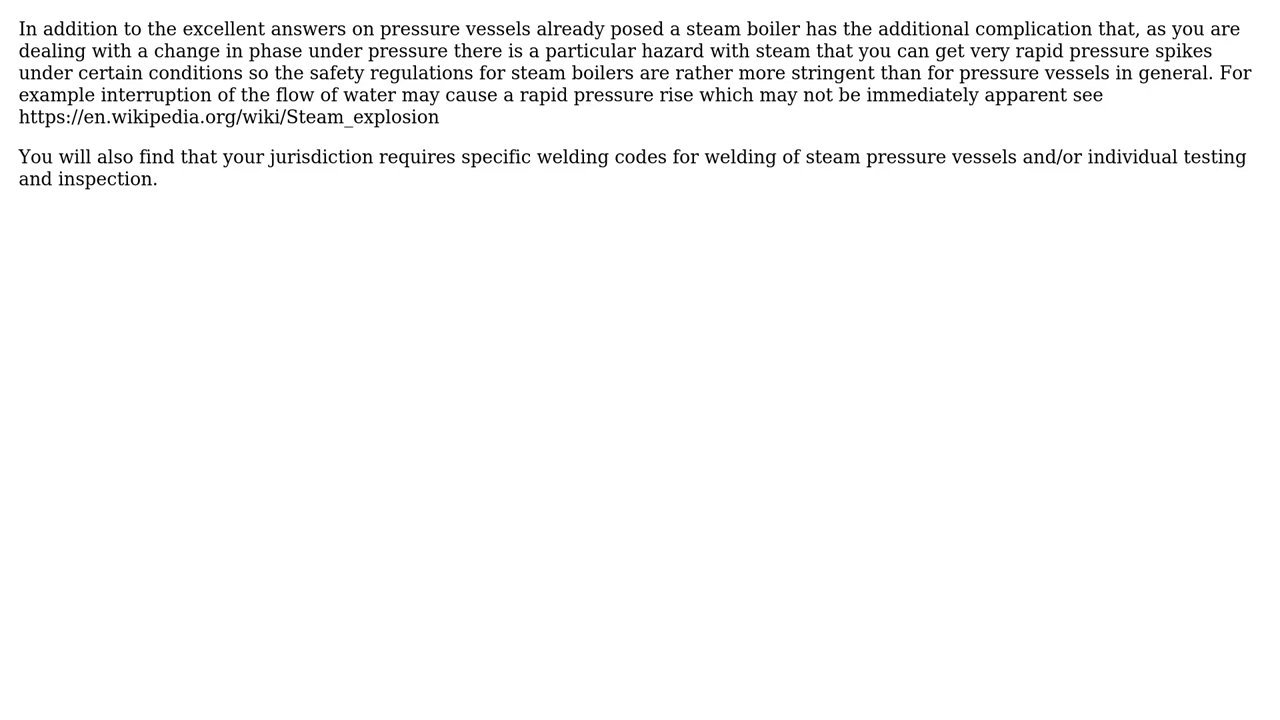 In addition to the excellent answers on pressure vessels already posed a steam boiler has the additional complication that, as you are
dealing with a change in phase under pressure there is a particular hazard with steam that you can get very rapid pressure spikes
under certain conditions so the safety regulations for steam boilers are rather more stringent than for pressure vessels in general. For
example interruption of the flow of water may cause a rapid pressure rise which may not be immediately apparent see
https://en.wikipedia.org/wiki/Steam_explosion
You will also find that your jurisdiction requires specific welding codes for welding of steam pressure vessels and/or individual testing
and inspection.